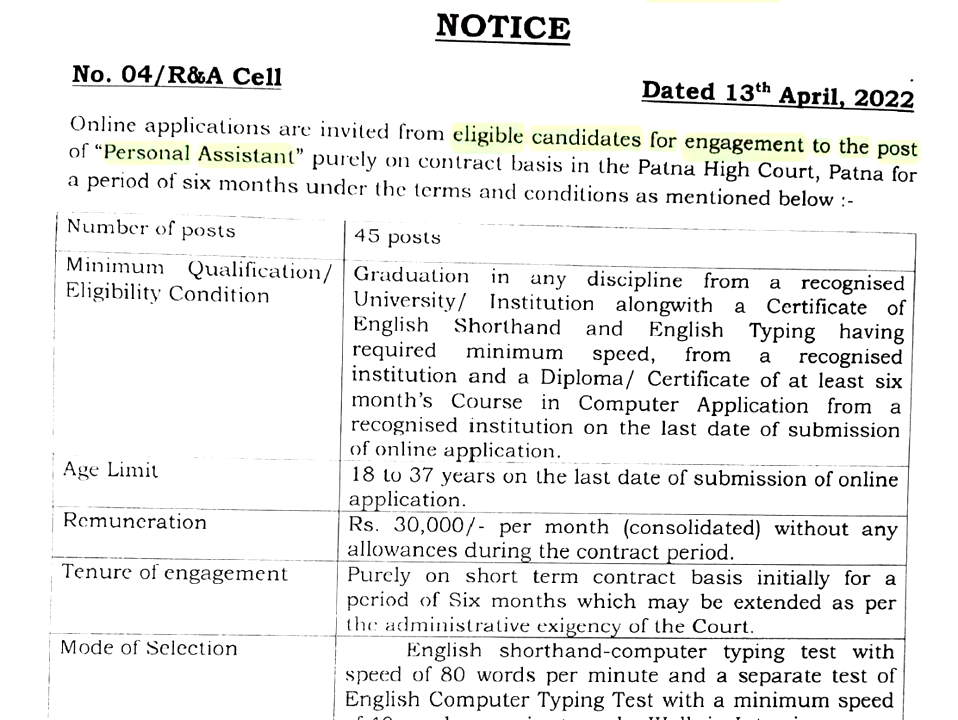 NOTICE
No. 04/R&A Cell
Dated 13th April, 2022
Online applications are invited from eligible candidates for engagement to the post
of “Personal Assistant” purely on contract basis in the Patna High Court, Patna for
a period of six months under the terms and conditions as mentioned below :-
Number of posts
45 posts
Minimum Qualification/
Eligibility Condition
Graduation in any discipline from a recognised
University/ Institution alongwith a Certificate of
English Shorthand and English Typing having
required minimum speed, from a recognised
institution and a Diploma/ Certificate of at least six
month's Course in Computer Application from a
recognised institution on the last date of submission
of online application.
Age Limit
18 to 37 years on the last date of submission of online
application.
Remuneration
Rs. 30,000/- per month (consolidated) without any
allowances during the contract period.
Tenure of engagement
Purely on short term contract basis initially for a
period of Six months which may be extended as per
the administrative exigency of the Court.
Mode of Selection
English shorthand-computer typing test with
speed of 80 words per minute and a separate test of
English Computer Typing Test with a minimum speed